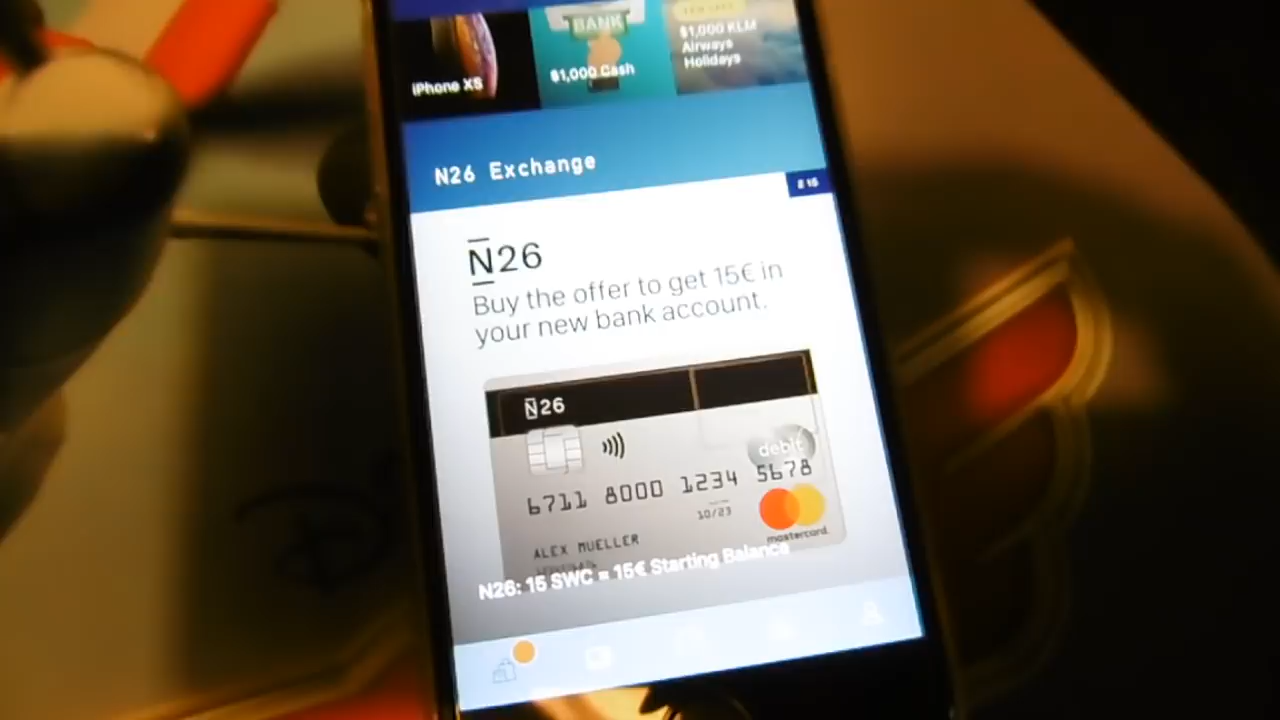 BANK
iPhone XS
$1,000 Cash
$1,000 KLM
Airways
Holidays
N26 Exchange
N26
Buy the offer to get 15€ in
your new bank account.
N26
debit
6711 8000 1234 5678
10/23
ALEX MUELLER
mastercard.
N26: 15 SWC = 15€ Starting Balance